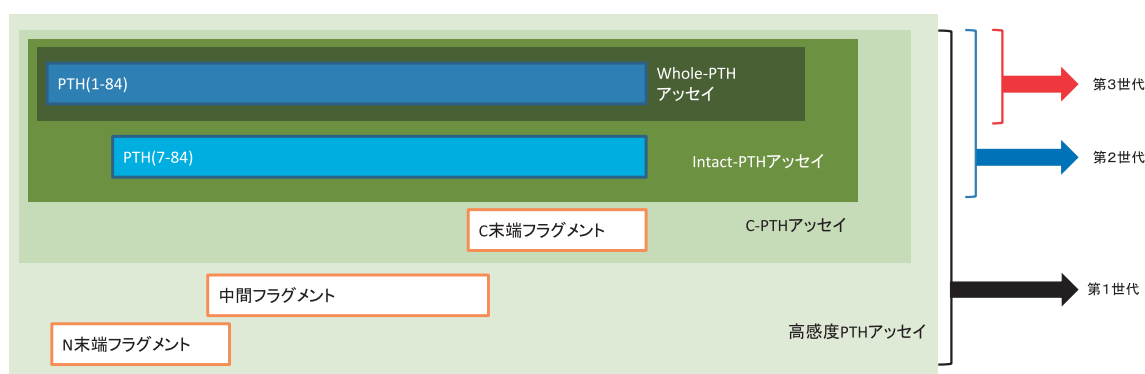 PTH(1-84)
Whole-PTH
アッセイ
第3世代
PTH(7-84)
Intact-PTHアッセイ
第2世代
C末端フラグメント
C-PTHアッセイ
中間フラグメント
第1世代
高感度PTHアッセイ
N末端フラグメント